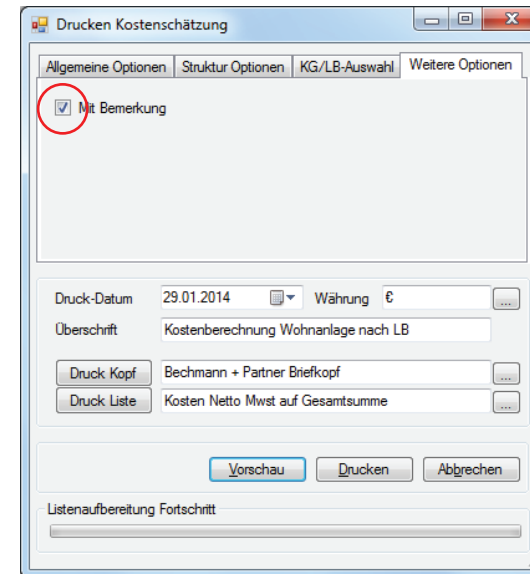 Drucken Kostenschätzung
Allgemeine Optionen Struktur Optionen KG/LB-Auswahl Weitere Optionen
Mit Bemerkung
Druck-Datum 29.01.2014 Währung € ...
Überschrift Kostenberechnung Wohnanlage nach LB
Druck Kopf Bechmann + Partner Briefkopf ...
Druck Liste Kosten Netto Mwst auf Gesamtsumme ...
Vorschau Drucken Abbrechen
Listenaufbereitung Fortschritt